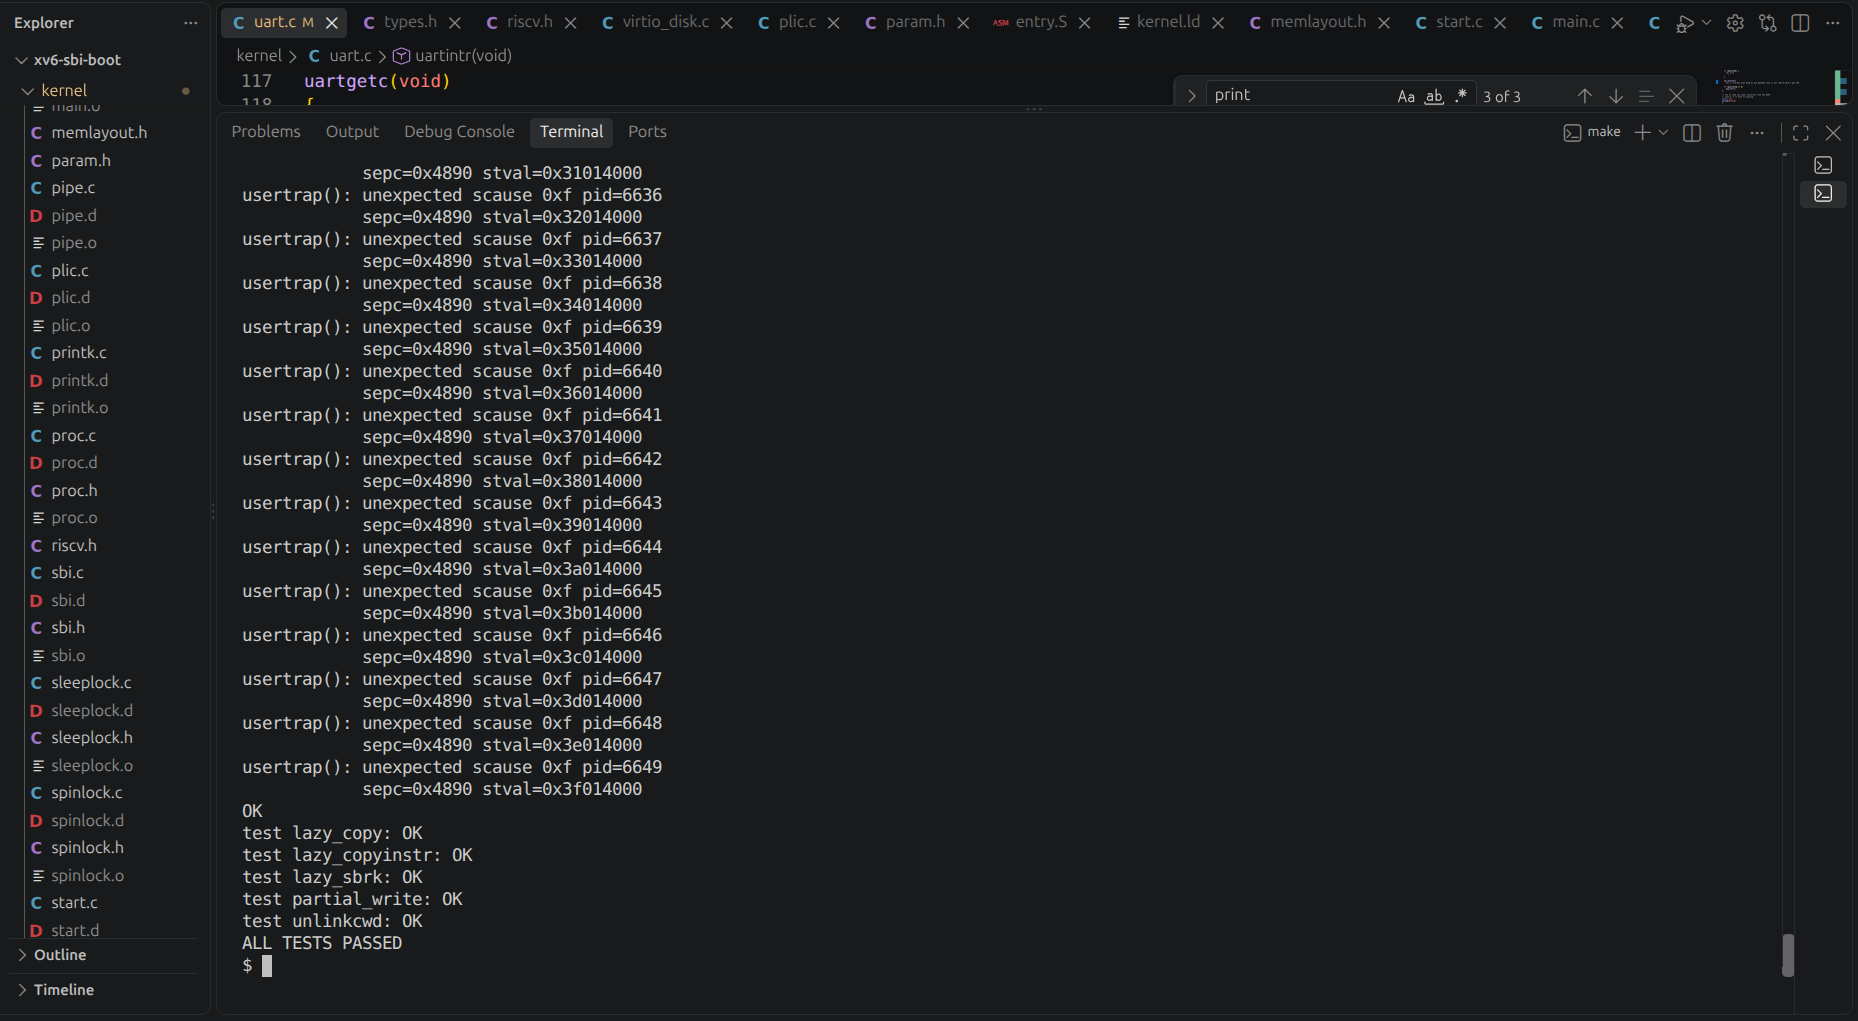 Explorer
xv6-sbi-boot
kernel
main.o
C memlayout.h
C param.h
C pipe.c
D pipe.d
pipe.o
C plic.c
D plic.d
plic.o
C printk.c
D printk.d
printk.o
C proc.c
D proc.d
C proc.h
proc.o
C riscv.h
C sbi.c
D sbi.d
C sbi.h
sbi.o
C sleeplock.c
D sleeplock.d
C sleeplock.h
sleeplock.o
C spinlock.c
D spinlock.d
C spinlock.h
spinlock.o
C start.c
D start.d
Outline
Timeline
C uart.c M C types.h C riscv.h C virtio_disk.c C plic.c C param.h ASM entry.S kernel.ld C memlayout.h C start.c C main.c C
kernel > C uart.c > uartintr(void)
117 uartgetc(void)
118 {
print Aa ab .* 3 of 3
Problems Output Debug Console Terminal Ports
make
sepc=0x4890 stval=0x31014000
usertrap(): unexpected scause 0xf pid=6636
sepc=0x4890 stval=0x32014000
usertrap(): unexpected scause 0xf pid=6637
sepc=0x4890 stval=0x33014000
usertrap(): unexpected scause 0xf pid=6638
sepc=0x4890 stval=0x34014000
usertrap(): unexpected scause 0xf pid=6639
sepc=0x4890 stval=0x35014000
usertrap(): unexpected scause 0xf pid=6640
sepc=0x4890 stval=0x36014000
usertrap(): unexpected scause 0xf pid=6641
sepc=0x4890 stval=0x37014000
usertrap(): unexpected scause 0xf pid=6642
sepc=0x4890 stval=0x38014000
usertrap(): unexpected scause 0xf pid=6643
sepc=0x4890 stval=0x39014000
usertrap(): unexpected scause 0xf pid=6644
sepc=0x4890 stval=0x3a014000
usertrap(): unexpected scause 0xf pid=6645
sepc=0x4890 stval=0x3b014000
usertrap(): unexpected scause 0xf pid=6646
sepc=0x4890 stval=0x3c014000
usertrap(): unexpected scause 0xf pid=6647
sepc=0x4890 stval=0x3d014000
usertrap(): unexpected scause 0xf pid=6648
sepc=0x4890 stval=0x3e014000
usertrap(): unexpected scause 0xf pid=6649
sepc=0x4890 stval=0x3f014000
OK
test lazy_copy: OK
test lazy_copyinstr: OK
test lazy_sbrk: OK
test partial_write: OK
test unlinkcwd: OK
ALL TESTS PASSED
$